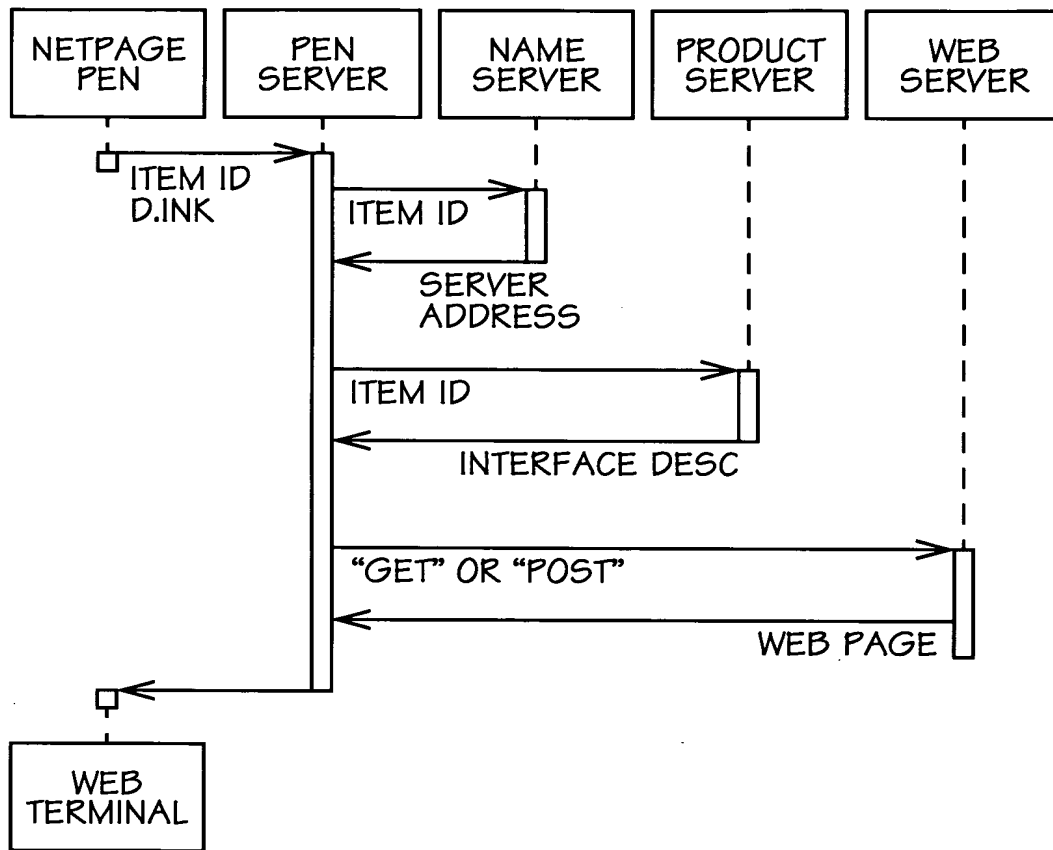 NETPAGE
PEN
PEN
SERVER
NAME
SERVER
PRODUCT
SERVER
WEB
SERVER
ITEM ID
D.INK
ITEM ID
SERVER
ADDRESS
ITEM ID
INTERFACE DESC
“GET” OR “POST”
WEB PAGE
WEB
TERMINAL